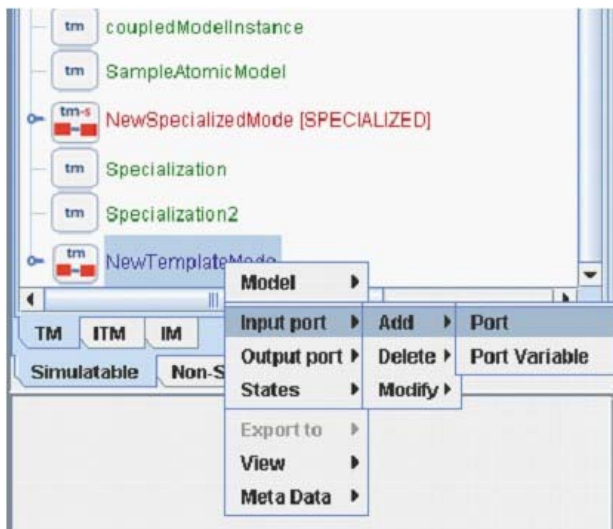 tm coupledModelInstance
tm SampleAtomicModel
tm-s NewSpecializedMode [SPECIALIZED]
tm Specialization
tm Specialization2
tm NewTemplateMode
Model
Input port Add Port
Output port Delete Port Variable
States Modify
Export to
View
Meta Data
TM ITM IM
Simulatable Non-S